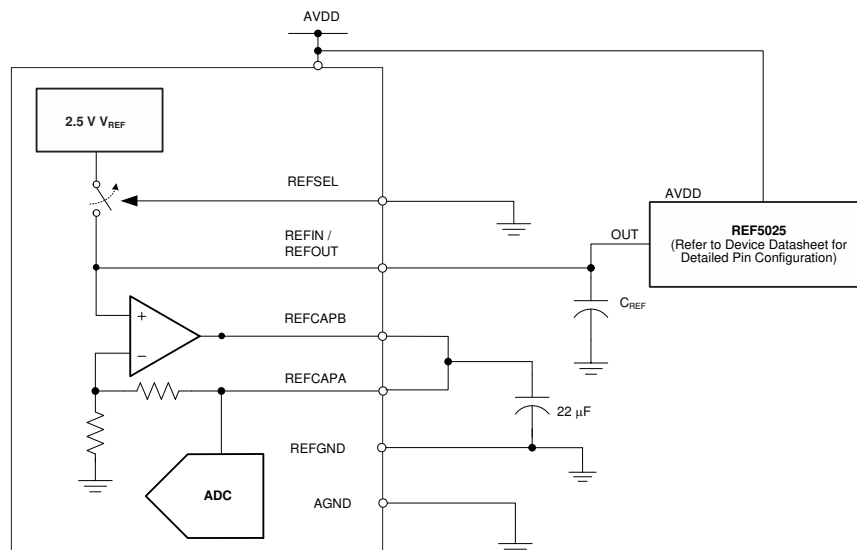 AVDD
2.5 V VREF
REFSEL
AVDD
REF5025
(Refer to Device Datasheet for
Detailed Pin Configuration)
OUT
REFIN /
REFOUT
CREF
+
REFCAPB
−
REFCAPA
22 μF
REFGND
ADC
AGND